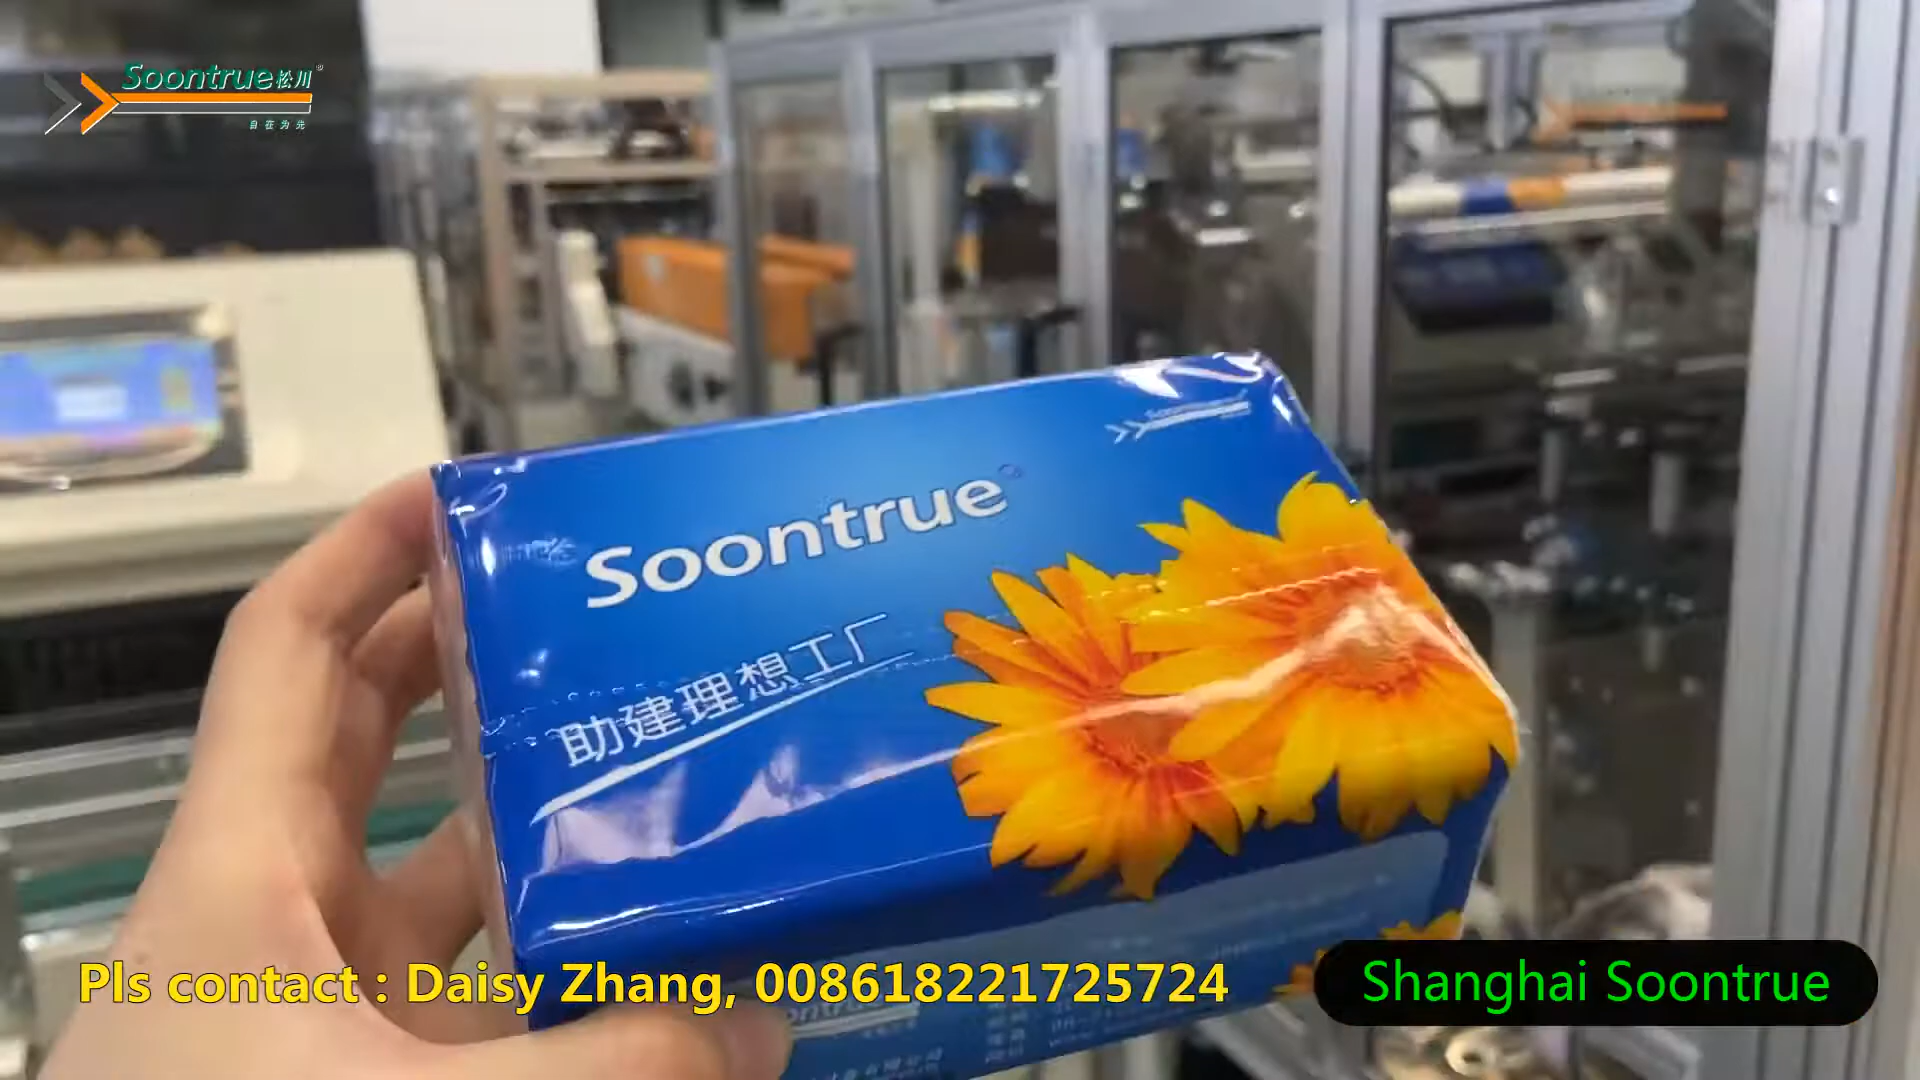 Soontrue松川®
自在为先
Soontrue
Soontrue®
助建理想工厂
Pls contact : Daisy Zhang, 008618221725724
Shanghai Soontrue